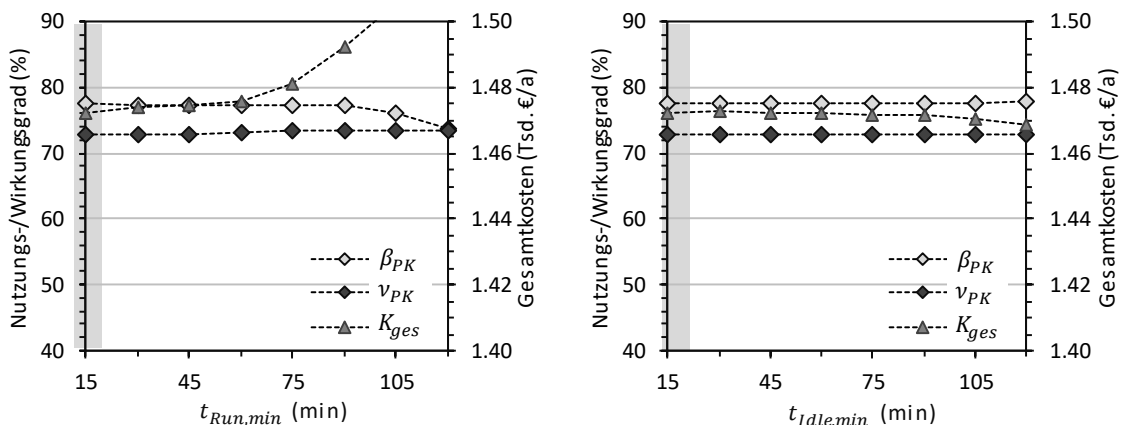 Nutzungs-/Wirkungsgrad (%)
90
80
70
60
50
40
1.50
1.48
1.46
1.44
1.42
1.40
Gesamtkosten (Tsd. €/a)
β_PK
ν_PK
K_ges
15 45 75 105
t_Run,min (min)
Nutzungs-/Wirkungsgrad (%)
90
80
70
60
50
40
1.50
1.48
1.46
1.44
1.42
1.40
Gesamtkosten (Tsd. €/a)
β_PK
ν_PK
K_ges
15 45 75 105
t_Idle,min (min)